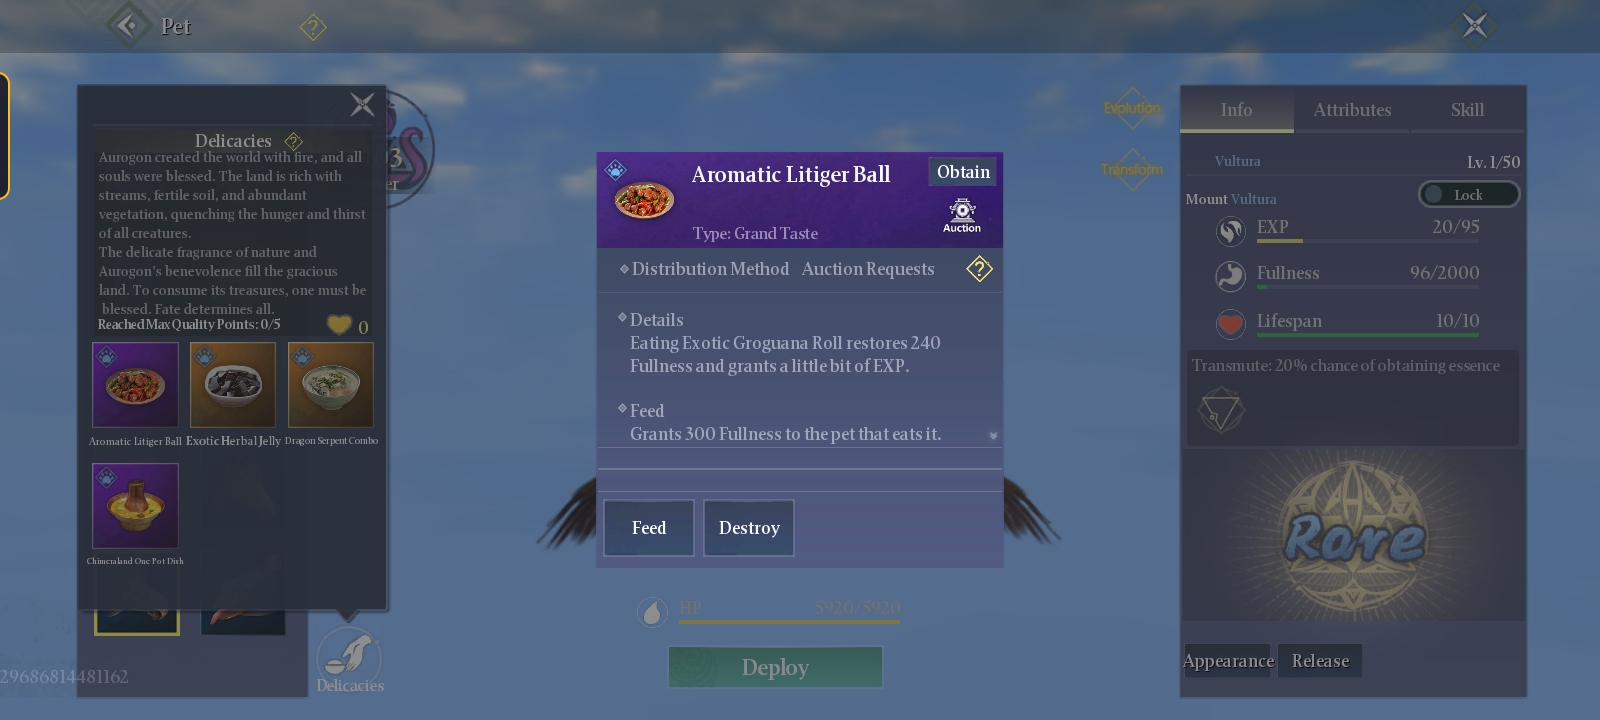 Pet
?
Delicacies ?
Aurogon created the world with fire, and all
souls were blessed. The land is rich with
streams, fertile soil, and abundant
vegetation, quenching the hunger and thirst
of all creatures.
The delicate fragrance of nature and
Aurogon's benevolence fill the gracious
land. To consume its treasures, one must be
blessed. Fate determines all.
Reached Max Quality Points: 0/5
0
Aromatic Litiger Ball
Exotic Herbal Jelly
Dragon Serpent Combo
Chimeraland One Pot Dish
29686814481162
Delicacies
Aromatic Litiger Ball
Obtain
Type: Grand Taste
Auction
Distribution Method Auction Requests
?
Details
Eating Exotic Groguana Roll restores 240
Fullness and grants a little bit of EXP.
Feed
Grants 300 Fullness to the pet that eats it.
Feed
Destroy
HP 5920/5920
Deploy
Evolution
Transform
Info
Attributes
Skill
Vultura
Lv. 1/50
Mount Vultura
Lock
EXP 20/95
Fullness 96/2000
Lifespan 10/10
Transmute: 20% chance of obtaining essence
Rare
Appearance
Release